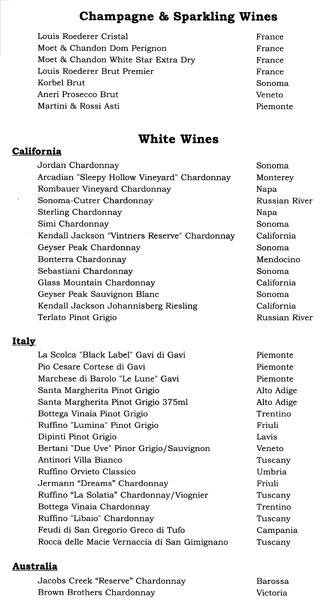 Champagne & Sparkling Wines
Louis Roederer Cristal France
Moet & Chandon Dom Perignon France
Moet & Chandon White Star Extra Dry France
Louis Roederer Brut Premier France
Korbel Brut Sonoma
Aneri Prosecco Brut Veneto
Martini & Rossi Asti Piemonte
White Wines
California
Jordan Chardonnay Sonoma
Arcadian "Sleepy Hollow Vineyard" Chardonnay Monterey
Rombauer Vineyard Chardonnay Napa
Sonoma-Cutrer Chardonnay Russian River
Sterling Chardonnay Napa
Simi Chardonnay Sonoma
Kendall Jackson "Vintners Reserve" Chardonnay California
Geyser Peak Chardonnay Sonoma
Bonterra Chardonnay Mendocino
Sebastiani Chardonnay Sonoma
Glass Mountain Chardonnay California
Geyser Peak Sauvignon Blanc Sonoma
Kendall Jackson Johannisberg Riesling California
Terlato Pinot Grigio Russian River
Italy
La Scolca "Black Label" Gavi di Gavi Piemonte
Pio Cesare Cortese di Gavi Piemonte
Marchese di Barolo "Le Lune" Gavi Piemonte
Santa Margherita Pinot Grigio Alto Adige
Santa Margherita Pinot Grigio 375ml Alto Adige
Bottega Vinaia Pinot Grigio Trentino
Ruffino "Lumina" Pinot Grigio Friuli
Dipinti Pinot Grigio Lavis
Bertani "Due Uve" Pinor Grigio/Sauvignon Veneto
Antinori Villa Bianco Tuscany
Ruffino Orvieto Classico Umbria
Jermann “Dreams” Chardonnay Friuli
Ruffino “La Solatia” Chardonnay/Viognier Tuscany
Bottega Vinaia Chardonnay Trentino
Ruffino "Libaio" Chardonnay Tuscany
Feudi di San Gregorio Greco di Tufo Campania
Rocca delle Macie Vernaccia di San Gimignano Tuscany
Australia
Jacobs Creek “Reserve” Chardonnay Barossa
Brown Brothers Chardonnay Victoria